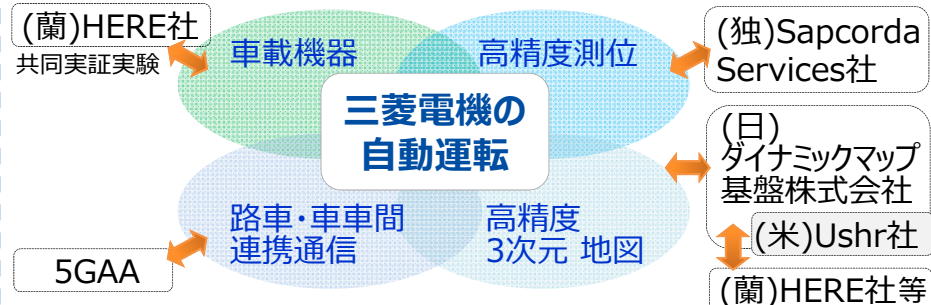 (蘭)HERE社
共同実証実験
車載機器
高精度測位
(独)Sapcorda
Services社
三菱電機の
自動運転
(日)
ダイナミックマップ
基盤株式会社
(米)Ushr社
路車・車車間
連携通信
高精度
3次元 地図
5GAA
(蘭)HERE社等